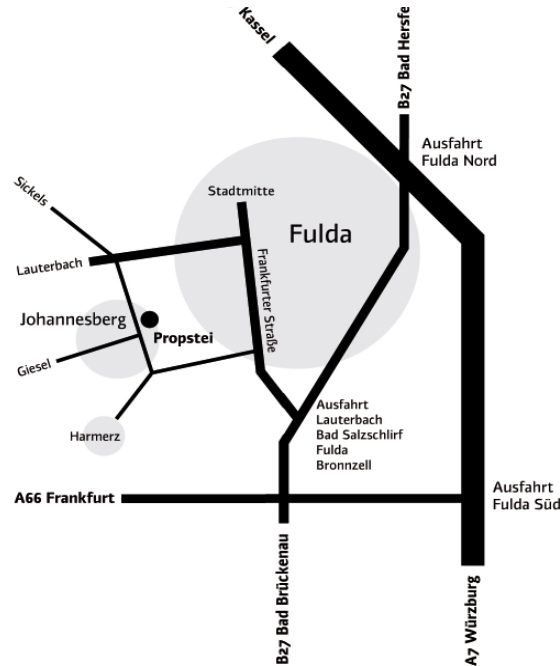 Kassel
B27 Bad Hersfe
Ausfahrt
Fulda Nord
Sickels
Stadtmitte
Fulda
Lauterbach
Frankfurter Straße
Johannesberg
Propstei
Giesel
Harmerz
Ausfahrt
Lauterbach
Bad Salzschlirf
Fulda
Bronnzell
A66 Frankfurt
Ausfahrt
Fulda Süd
B27 Bad Brückenau
A7 Würzburg